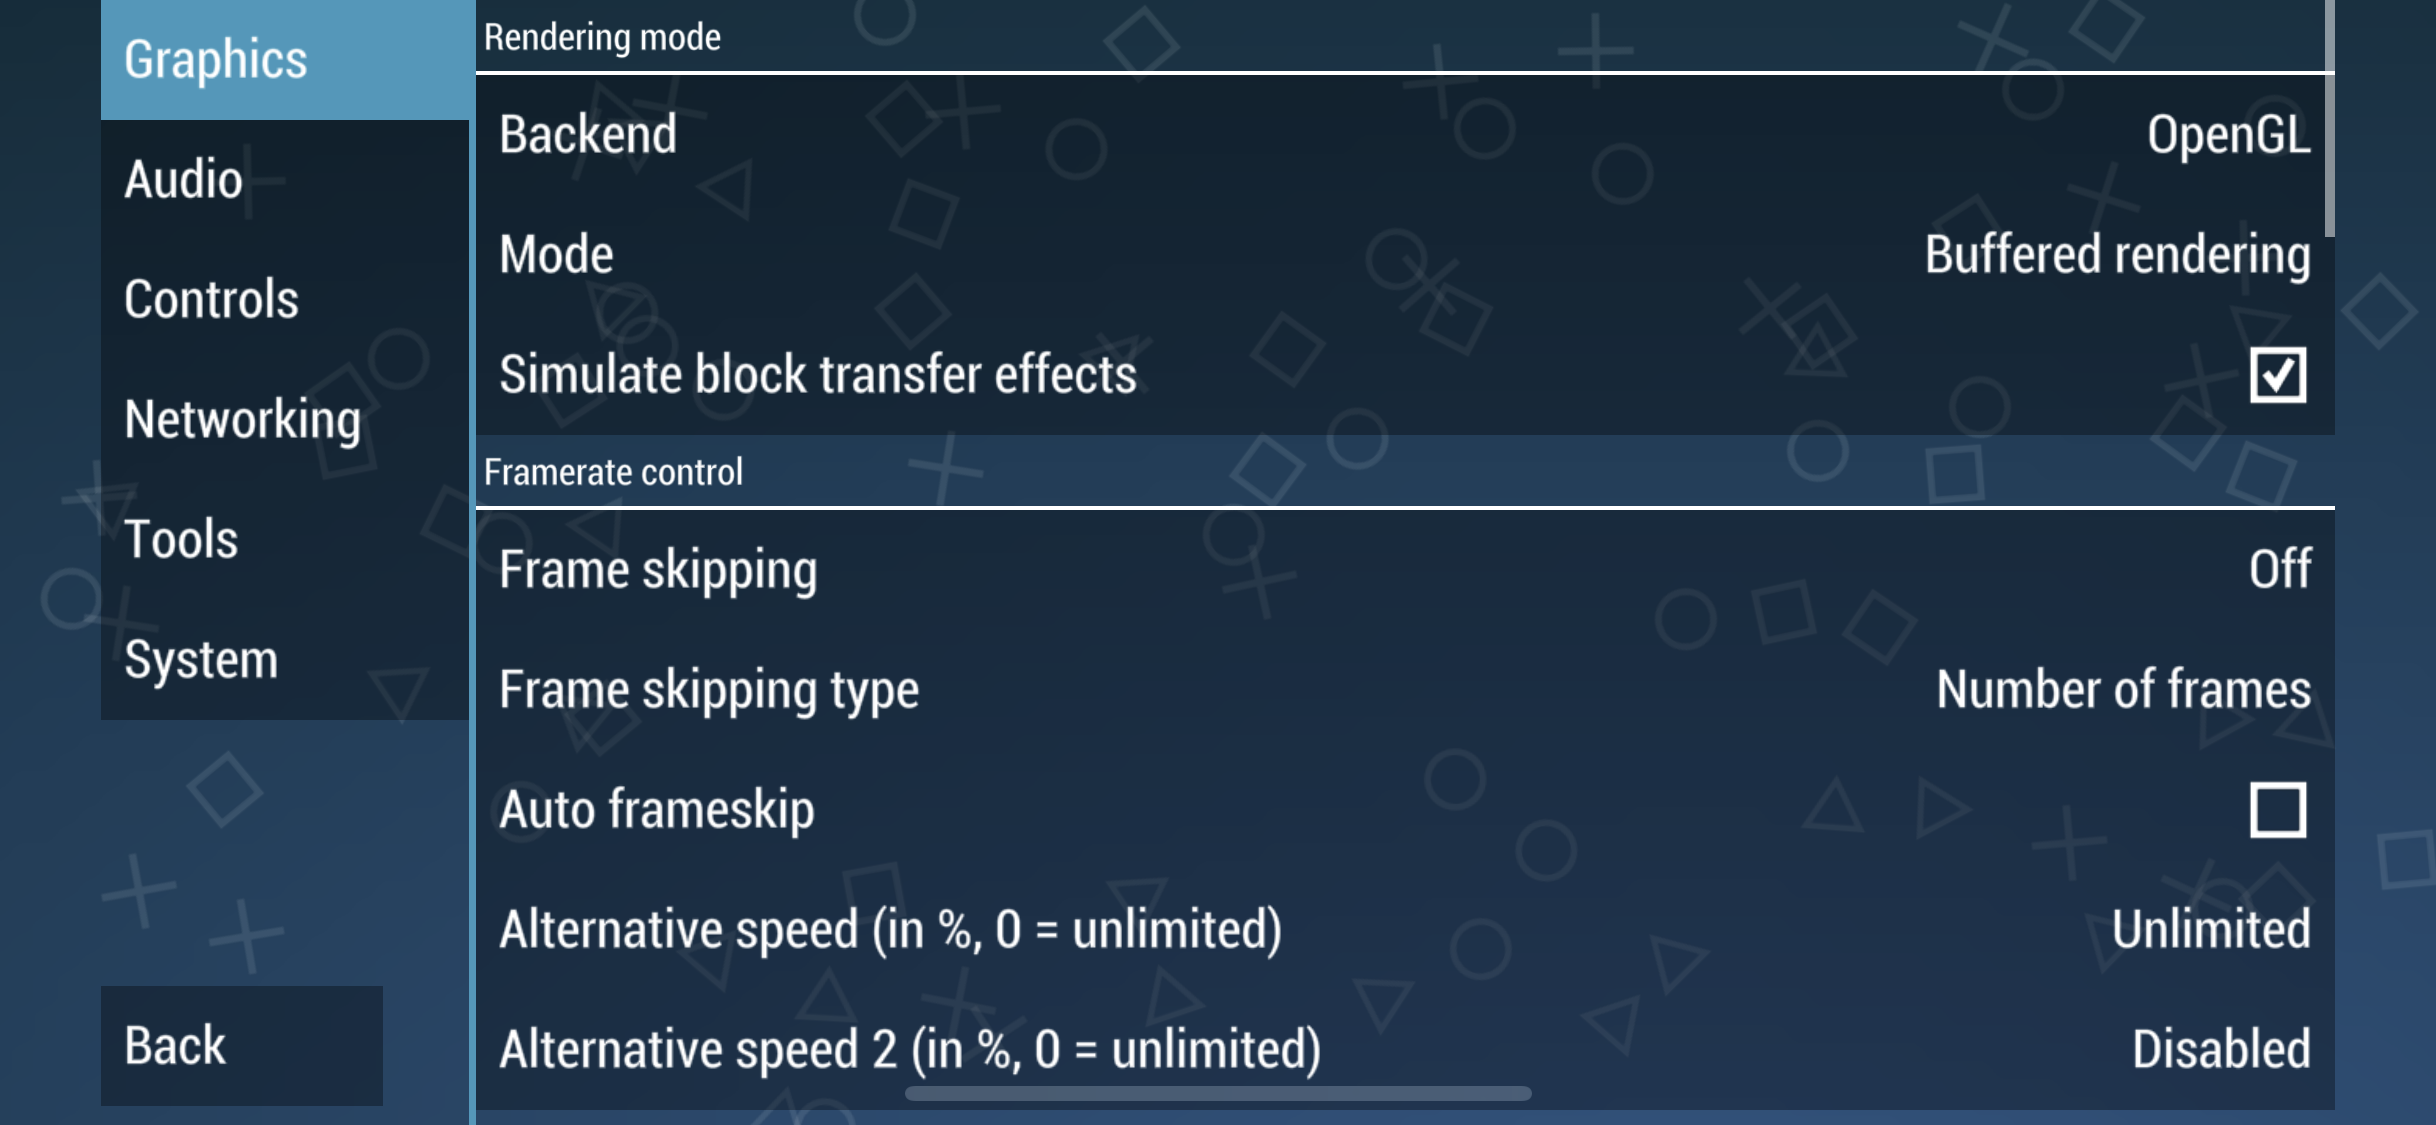 Graphics
Audio
Controls
Networking
Tools
System
Back
Rendering mode
Backend OpenGL
Mode Buffered rendering
Simulate block transfer effects
Framerate control
Frame skipping Off
Frame skipping type Number of frames
Auto frameskip
Alternative speed (in %, 0 = unlimited) Unlimited
Alternative speed 2 (in %, 0 = unlimited) Disabled